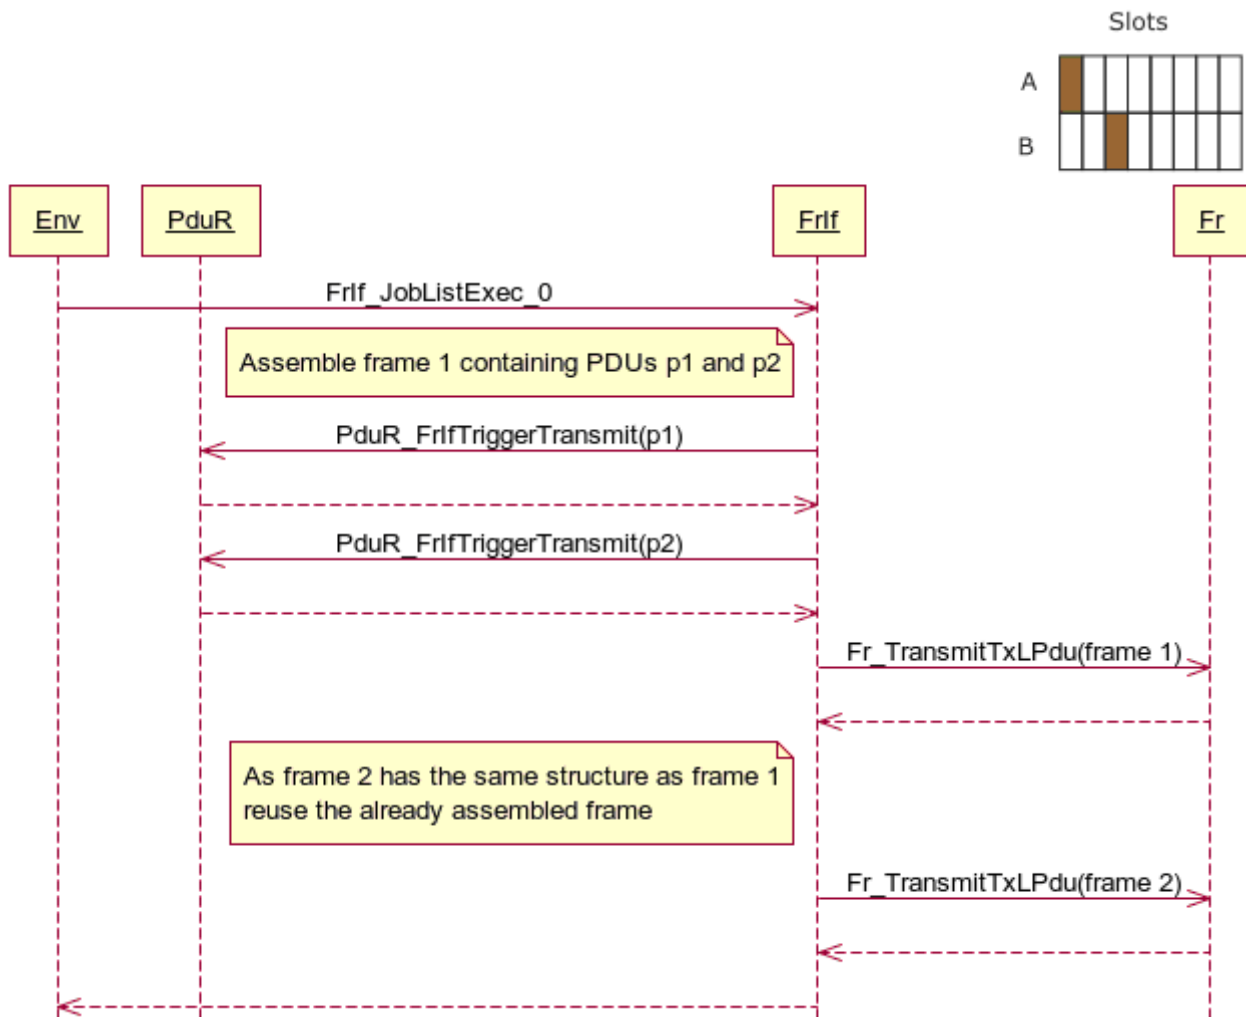 Slots
A
B
Env
PduR
FrIf
Fr
FrIf_JobListExec_0
Assemble frame 1 containing PDUs p1 and p2
PduR_FrIfTriggerTransmit(p1)
PduR_FrIfTriggerTransmit(p2)
Fr_TransmitTxLPdu(frame 1)
As frame 2 has the same structure as frame 1
reuse the already assembled frame
Fr_TransmitTxLPdu(frame 2)